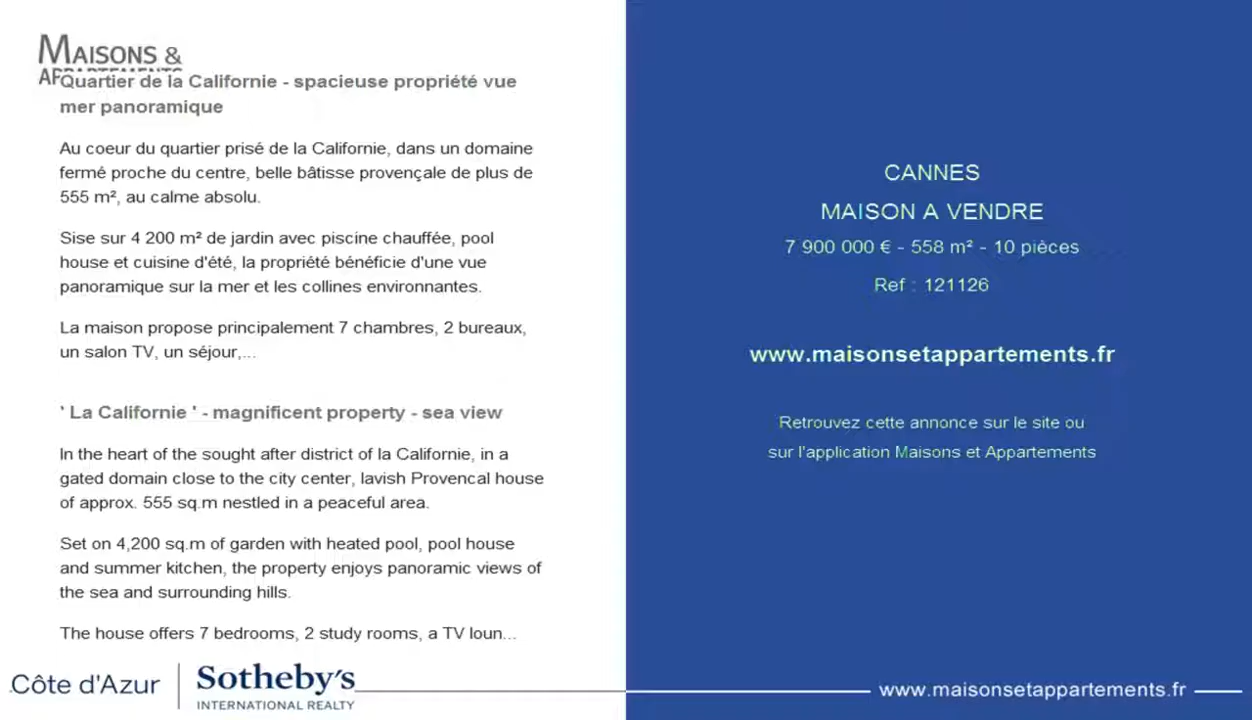 MAISONS &
Quartier de la Californie - spacieuse propriété vue
mer panoramique
Au coeur du quartier prisé de la Californie, dans un domaine
fermé proche du centre, belle bâtisse provençale de plus de
555 m², au calme absolu.
Sise sur 4 200 m² de jardin avec piscine chauffée, pool
house et cuisine d'été, la propriété bénéficie d'une vue
panoramique sur la mer et les collines environnantes.
La maison propose principalement 7 chambres, 2 bureaux,
un salon TV, un séjour,...
' La Californie ' - magnificent property - sea view
In the heart of the sought after district of la Californie, in a
gated domain close to the city center, lavish Provencal house
of approx. 555 sq.m nestled in a peaceful area.
Set on 4,200 sq.m of garden with heated pool, pool house
and summer kitchen, the property enjoys panoramic views of
the sea and surrounding hills.
The house offers 7 bedrooms, 2 study rooms, a TV loun...
Côte d'Azur
Sotheby's
INTERNATIONAL REALTY
CANNES
MAISON A VENDRE
7 900 000 € - 558 m² - 10 pièces
Ref : 121126
www.maisonsetappartements.fr
Retrouvez cette annonce sur le site ou
sur l'application Maisons et Appartements
www.maisonsetappartements.fr